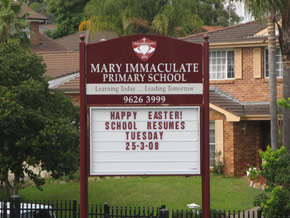 MARY IMMACULATE
PRIMARY SCHOOL
Learning Today ... Leading Tomorrow
9626 3999
HAPPY EASTER!
SCHOOL RESUMES
TUESDAY
25-3-08